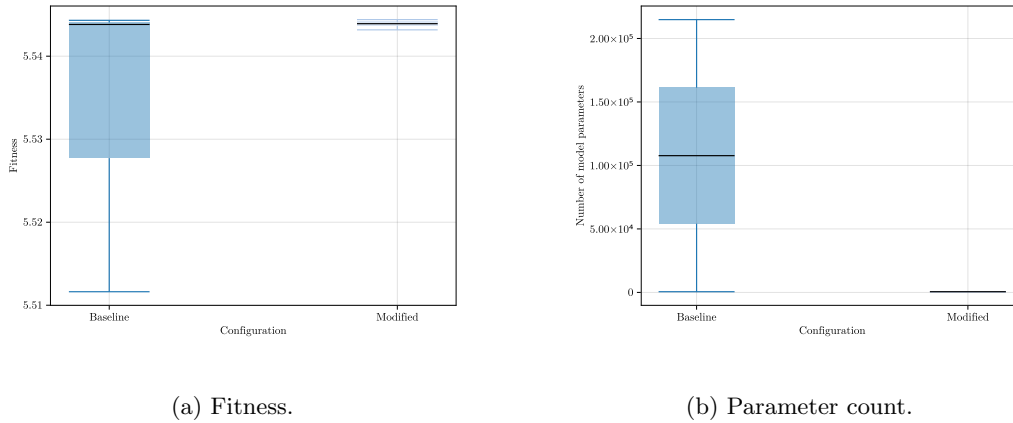 5.54
5.53
5.52
5.51
Fitness
Baseline
Modified
Configuration
2.00×10⁵
1.50×10⁵
1.00×10⁵
5.00×10⁴
0
Number of model parameters
Baseline
Modified
Configuration
(a) Fitness.
(b) Parameter count.